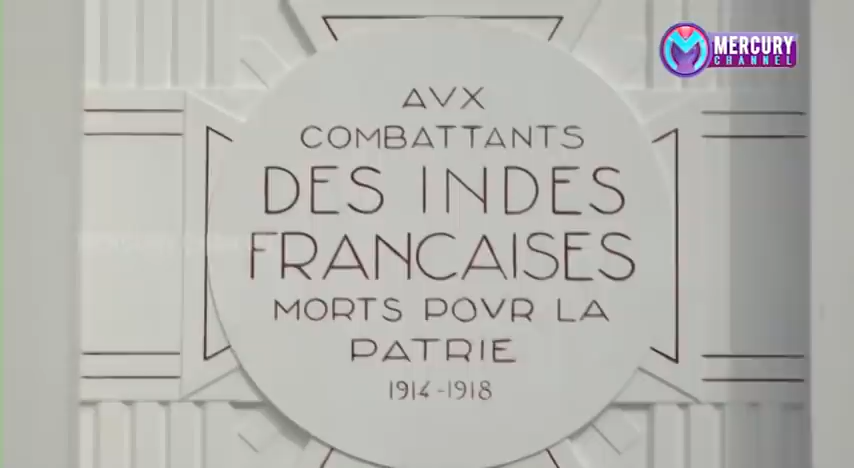 MERCURY
CHANNEL
AVX
COMBATTANTS
DES INDES
FRANCAISES
MORTS POVR LA
PATRIE
1914-1918